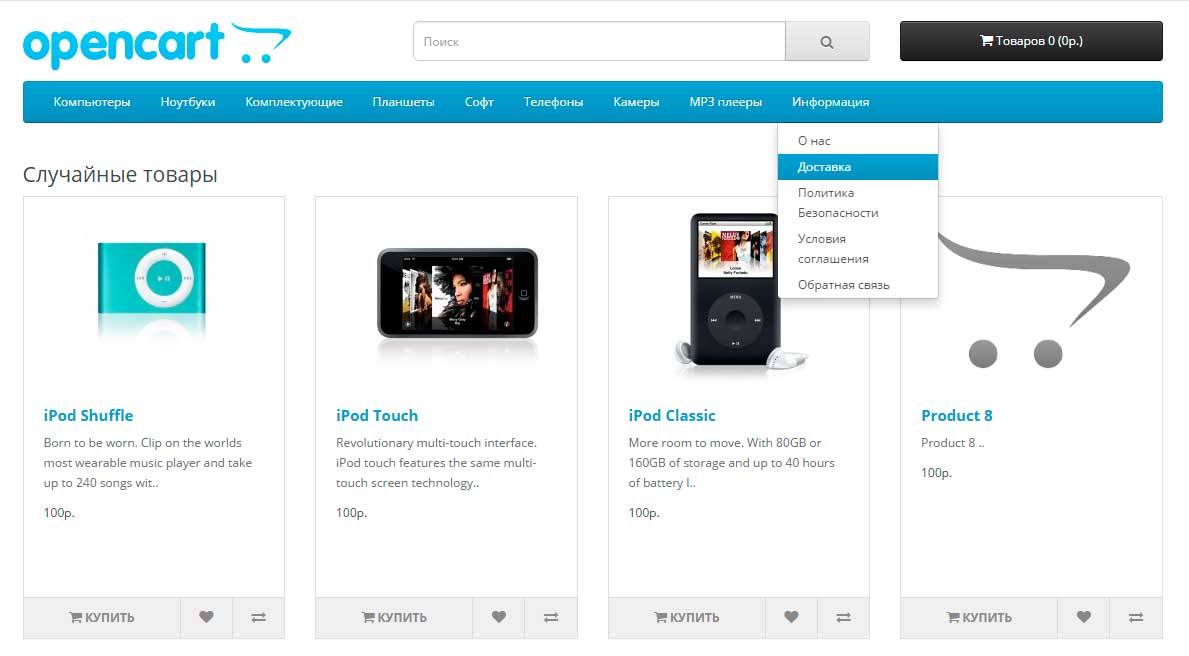 opencart
Поиск
Товаров 0 (0р.)
Компьютеры Ноутбуки Комплектующие Планшеты Софт Телефоны Камеры MP3 плееры Информация
О нас
Доставка
Политика
Безопасности
Условия
соглашения
Обратная связь
Случайные товары
iPod Shuffle
Born to be worn. Clip on the worlds
most wearable music player and take
up to 240 songs wit..
100р.
КУПИТЬ
iPod Touch
Revolutionary multi-touch interface.
iPod touch features the same multi-
touch screen technology..
100р.
КУПИТЬ
MENU
iPod Classic
More room to move. With 80GB or
160GB of storage and up to 40 hours
of battery l..
100р.
КУПИТЬ
Product 8
Product 8 ..
100р.
КУПИТЬ